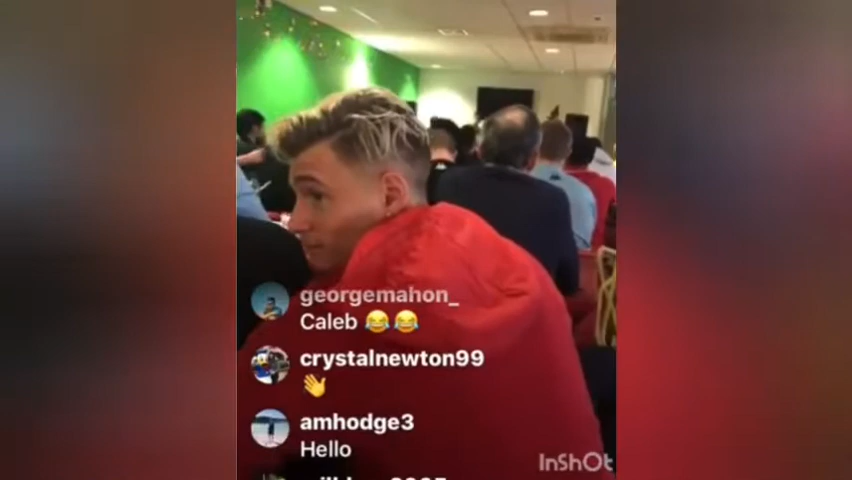 georgemahon_
Caleb 😂😂
crystalnewton99
👋
amhodge3
Hello
InShOt